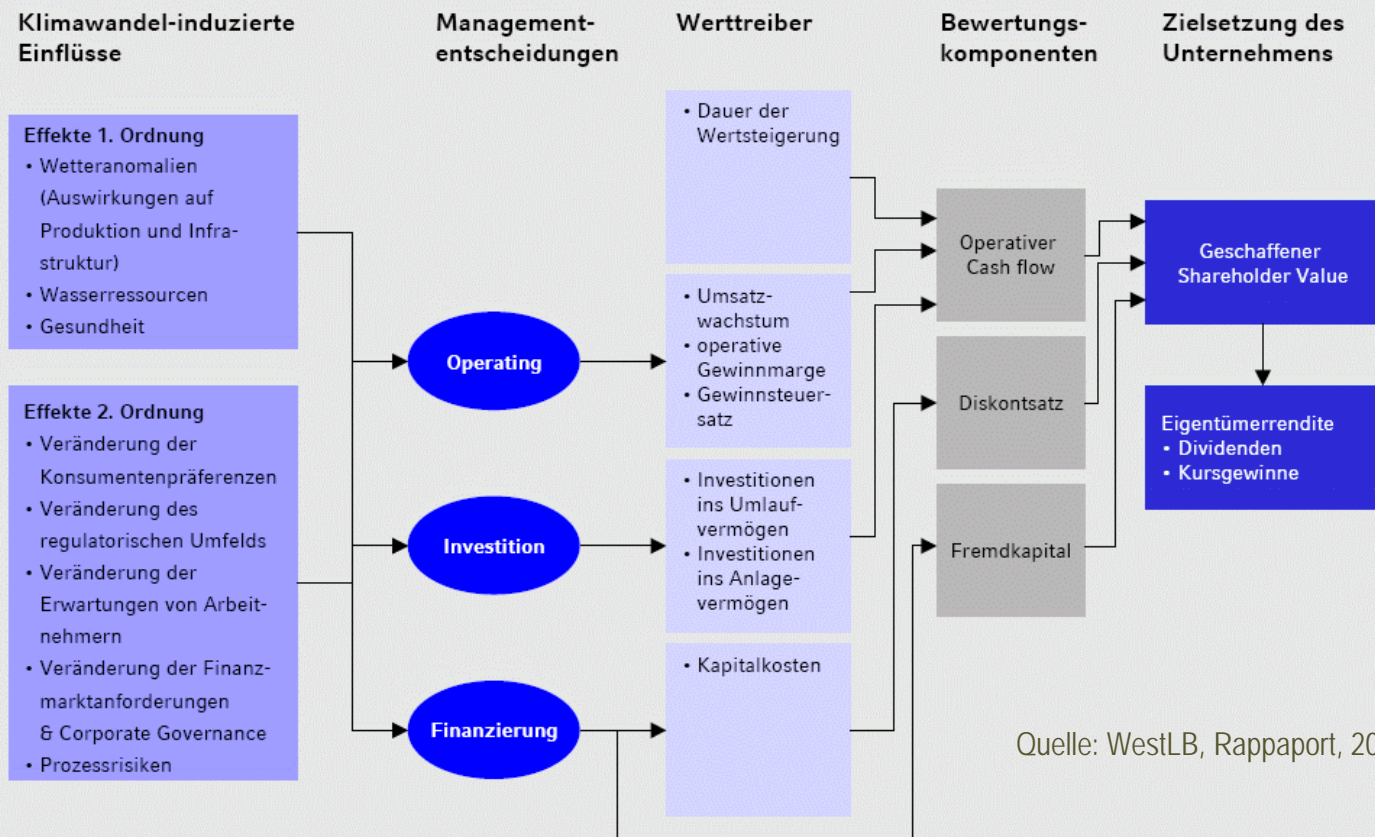 Klimawandel-induzierte
Einflüsse
Management-
entscheidungen
Werttreiber
Bewertungs-
komponenten
Zielsetzung des
Unternehmens
Effekte 1. Ordnung
• Wetteranomalien
(Auswirkungen auf
Produktion und Infra-
struktur)
• Wasserressourcen
• Gesundheit
Effekte 2. Ordnung
• Veränderung der
Konsumentenpräferenzen
• Veränderung des
regulatorischen Umfelds
• Veränderung der
Erwartungen von Arbeit-
nehmern
• Veränderung der Finanz-
marktanforderungen
& Corporate Governance
• Prozessrisiken
Operating
Investition
Finanzierung
• Dauer der
Wertsteigerung
• Umsatz-
wachstum
• operative
Gewinnmarge
• Gewinnsteuer-
satz
• Investitionen
ins Umlauf-
vermögen
• Investitionen
ins Anlage-
vermögen
• Kapitalkosten
Operativer
Cash flow
Diskontsatz
Fremdkapital
Geschaffener
Shareholder Value
Eigentümerrendite
• Dividenden
• Kursgewinne
Quelle: WestLB, Rappaport, 20